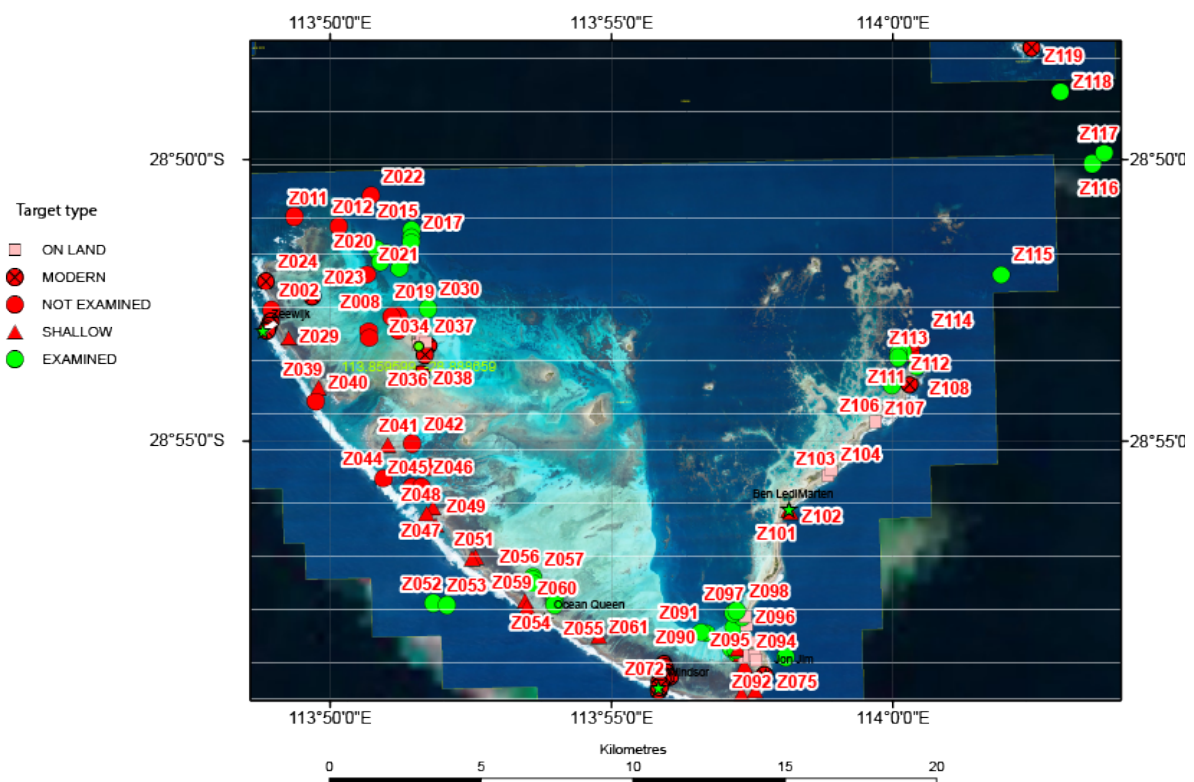 113°50'0"E 113°55'0"E 114°0'0"E
Z119
Z118
Z117
28°50'0"S
28°50'0
Z116
Z022
Z011
Z012
Z015
Z017
Target type
ON LAND
MODERN
NOT EXAMINED
SHALLOW
EXAMINED
Z020
Z021
Z024
Z023
Z115
Z002
Z008
Z019
Z030
Zeewijk
Z029
Z034
Z037
Z114
Z113
Z039
Z040
Z036
Z038
Z112
Z111
Z108
Z106
Z107
28°55'0"S
28°55'0
Z041
Z042
Z044
Z045
Z046
Z103
Z104
Z048
Z049
Z047
Ben Ledi
Marten
Z102
Z101
Z051
Z056
Z057
Z052
Z053
Z059
Z060
Ocean Queen
Z054
Z055
Z061
Z097
Z098
Z091
Z096
Z090
Z095
Z094
Z072
Windsor
Jon Jim
Z092
Z075
113°50'0"E 113°55'0"E 114°0'0"E
Kilometres
0 5 10 15 20